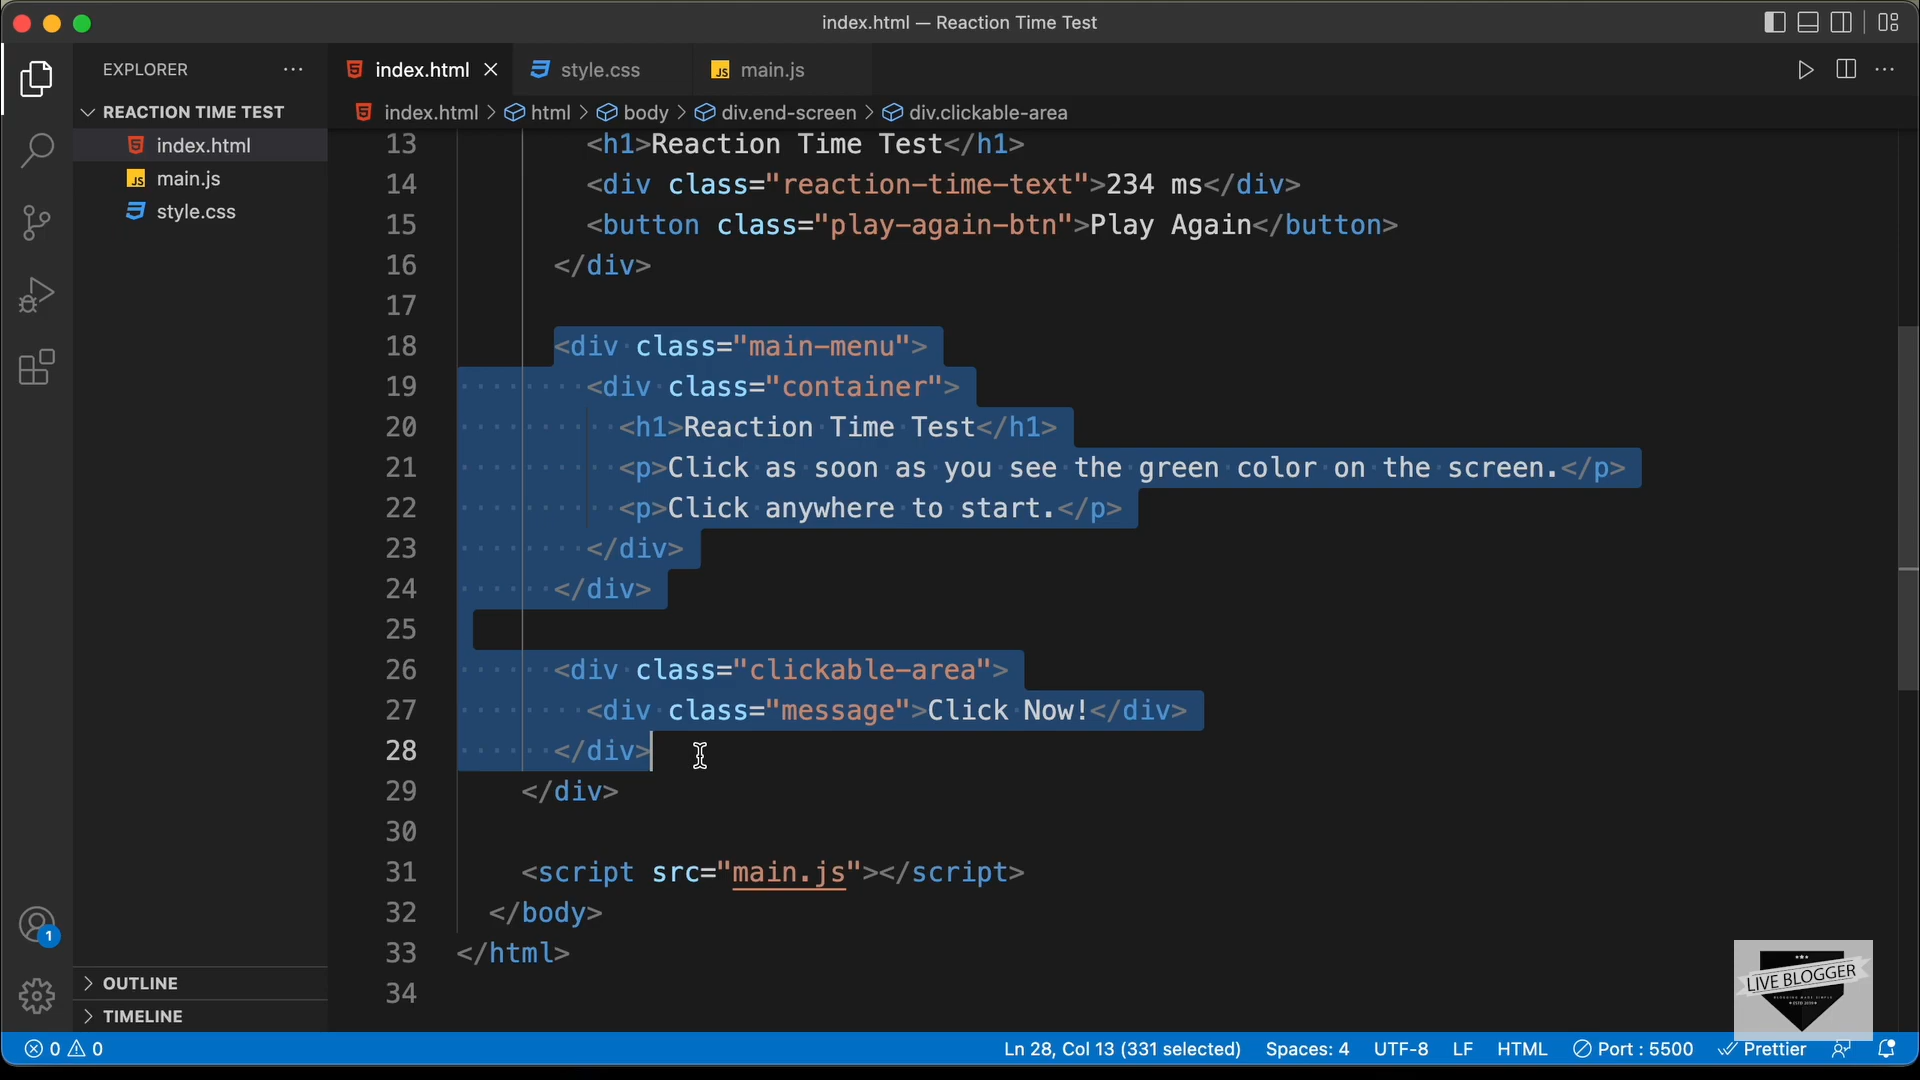 index.html — Reaction Time Test
EXPLORER
index.html
style.css
JS main.js
REACTION TIME TEST
index.html > html > body > div.end-screen > div.clickable-area
index.html
JS main.js
style.css
13 <h1>Reaction Time Test</h1>
14 <div class="reaction-time-text">234 ms</div>
15 <button class="play-again-btn">Play Again</button>
16 </div>
17
18 <div class="main-menu">
19 <div class="container">
20 <h1>Reaction Time Test</h1>
21 <p>Click as soon as you see the green color on the screen.</p>
22 <p>Click anywhere to start.</p>
23 </div>
24 </div>
25
26 <div class="clickable-area">
27 <div class="message">Click Now!</div>
28 </div>
29 </div>
30
31 <script src="main.js"></script>
32 </body>
33 </html>
34
1
OUTLINE
TIMELINE
LIVE BLOGGER
0 0
Ln 28, Col 13 (331 selected) Spaces: 4 UTF-8 LF HTML Port : 5500 Prettier